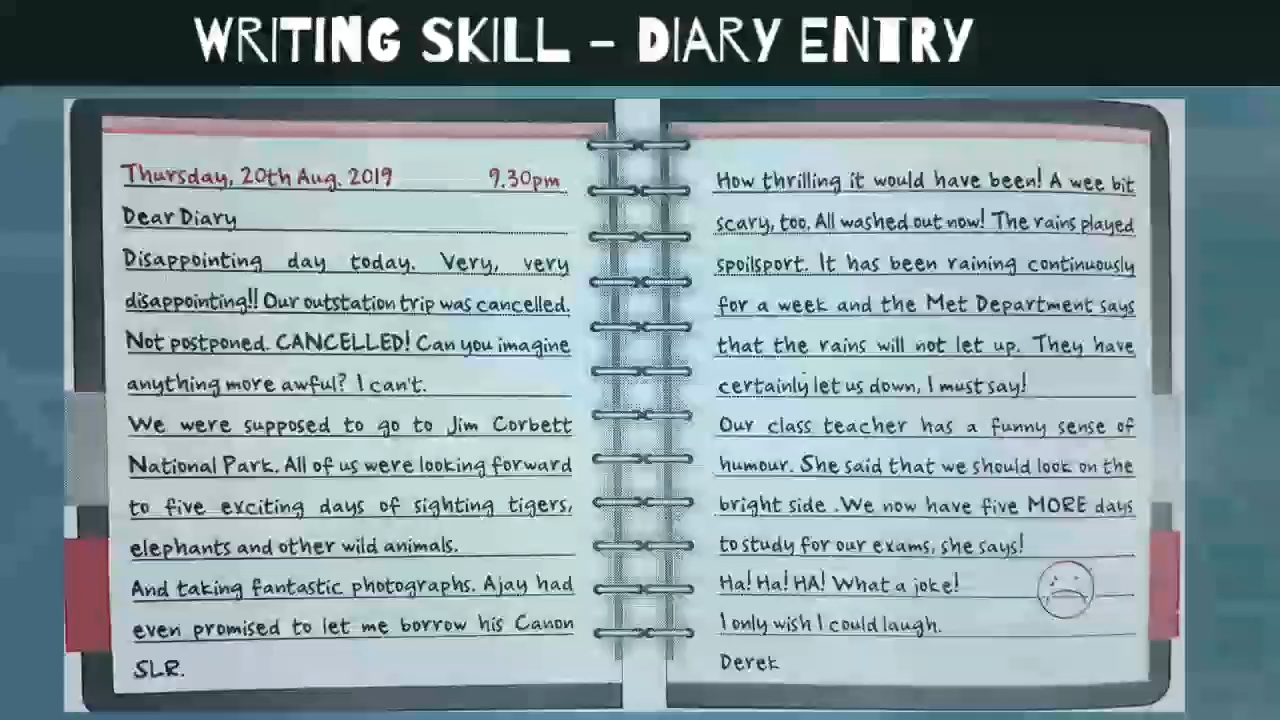 WRITING SKILL – DIARY ENTRY
Thursday, 20th Aug. 2019 9.30pm
Dear Diary
Disappointing day today. Very, very
disappointing!! Our outstation trip was cancelled.
Not postponed. CANCELLED! Can you imagine
anything more awful? I can't.
We were supposed to go to Jim Corbett
National Park. All of us were looking forward
to five exciting days of sighting tigers,
elephants and other wild animals.
And taking fantastic photographs. Ajay had
even promised to let me borrow his Canon
SLR.
How thrilling it would have been! A wee bit
scary, too. All washed out now! The rains played
spoilsport. It has been raining continuously
for a week and the Met Department says
that the rains will not let up. They have
certainly let us down, I must say!
Our class teacher has a funny sense of
humour. She said that we should look on the
bright side .We now have five MORE days
to study for our exams, she says!
Ha! Ha! HA! What a joke!
I only wish I could laugh.
Derek